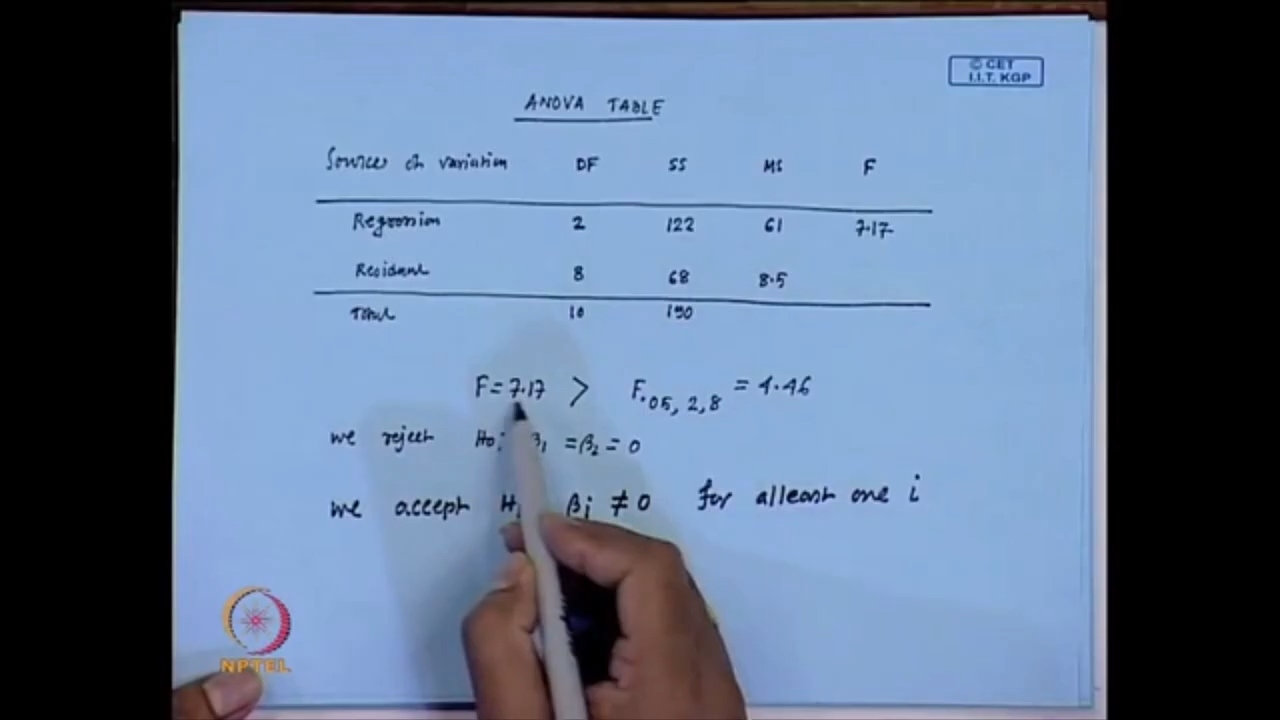 © CET
I.I.T. KGP
ANOVA TABLE
Sources of variation DF SS MS F
Regression 2 122 61 7.17
Residual 8 68 8.5
Total 10 190
F = 7.17 > F.05, 2, 8 = 4.46
we reject H0: β1 = β2 = 0
we accept βi ≠ 0 for atleast one i
NPTEL